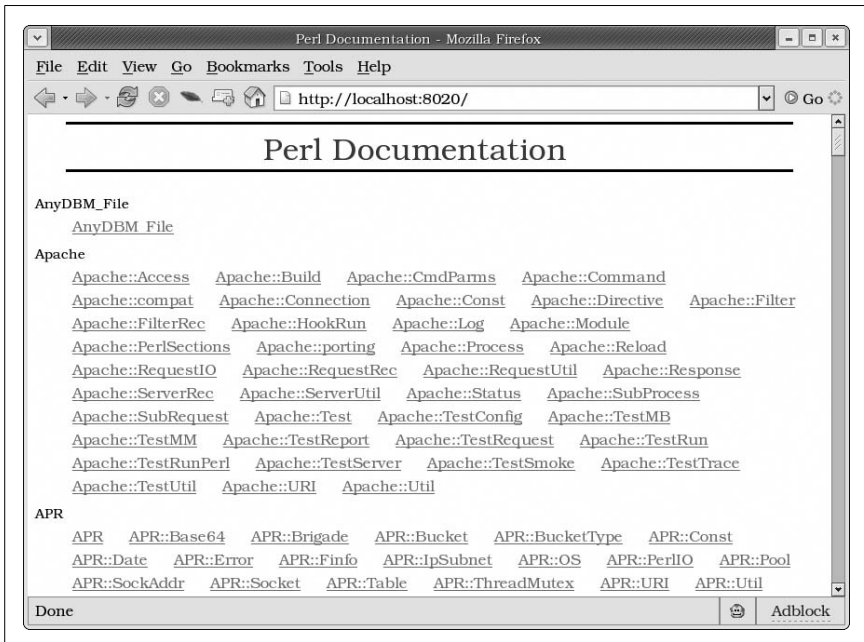 Perl Documentation - Mozilla Firefox
File Edit View Go Bookmarks Tools Help
http://localhost:8020/ Go
Perl Documentation
AnyDBM_File
AnyDBM_File
Apache
Apache::Access Apache::Build Apache::CmdParms Apache::Command
Apache::compat Apache::Connection Apache::Const Apache::Directive Apache::Filter
Apache::FilterRec Apache::HookRun Apache::Log Apache::Module
Apache::PerlSections Apache::porting Apache::Process Apache::Reload
Apache::RequestIO Apache::RequestRec Apache::RequestUtil Apache::Response
Apache::ServerRec Apache::ServerUtil Apache::Status Apache::SubProcess
Apache::SubRequest Apache::Test Apache::TestConfig Apache::TestMB
Apache::TestMM Apache::TestReport Apache::TestRequest Apache::TestRun
Apache::TestRunPerl Apache::TestServer Apache::TestSmoke Apache::TestTrace
Apache::TestUtil Apache::URI Apache::Util
APR
APR APR::Base64 APR::Brigade APR::Bucket APR::BucketType APR::Const
APR::Date APR::Error APR::Finfo APR::IpSubnet APR::OS APR::PerlIO APR::Pool
APR::SockAddr APR::Socket APR::Table APR::ThreadMutex APR::URI APR::Util
Done Adblock